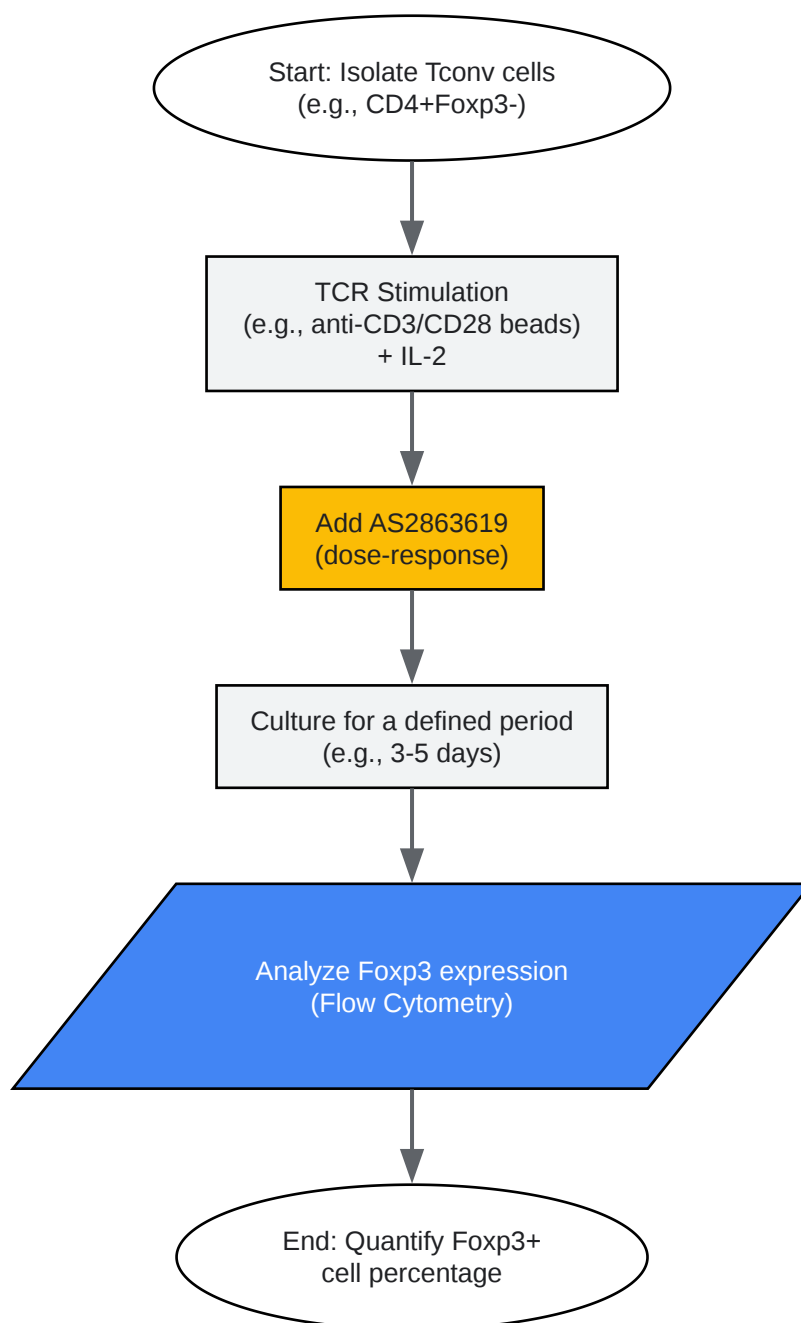 Start: Isolate Tconv cells
(e.g., CD4+Foxp3-)
TCR Stimulation
(e.g., anti-CD3/CD28 beads)
+ IL-2
Add AS2863619
(dose-response)
Culture for a defined period
(e.g., 3-5 days)
Analyze Foxp3 expression
(Flow Cytometry)
End: Quantify Foxp3+
cell percentage